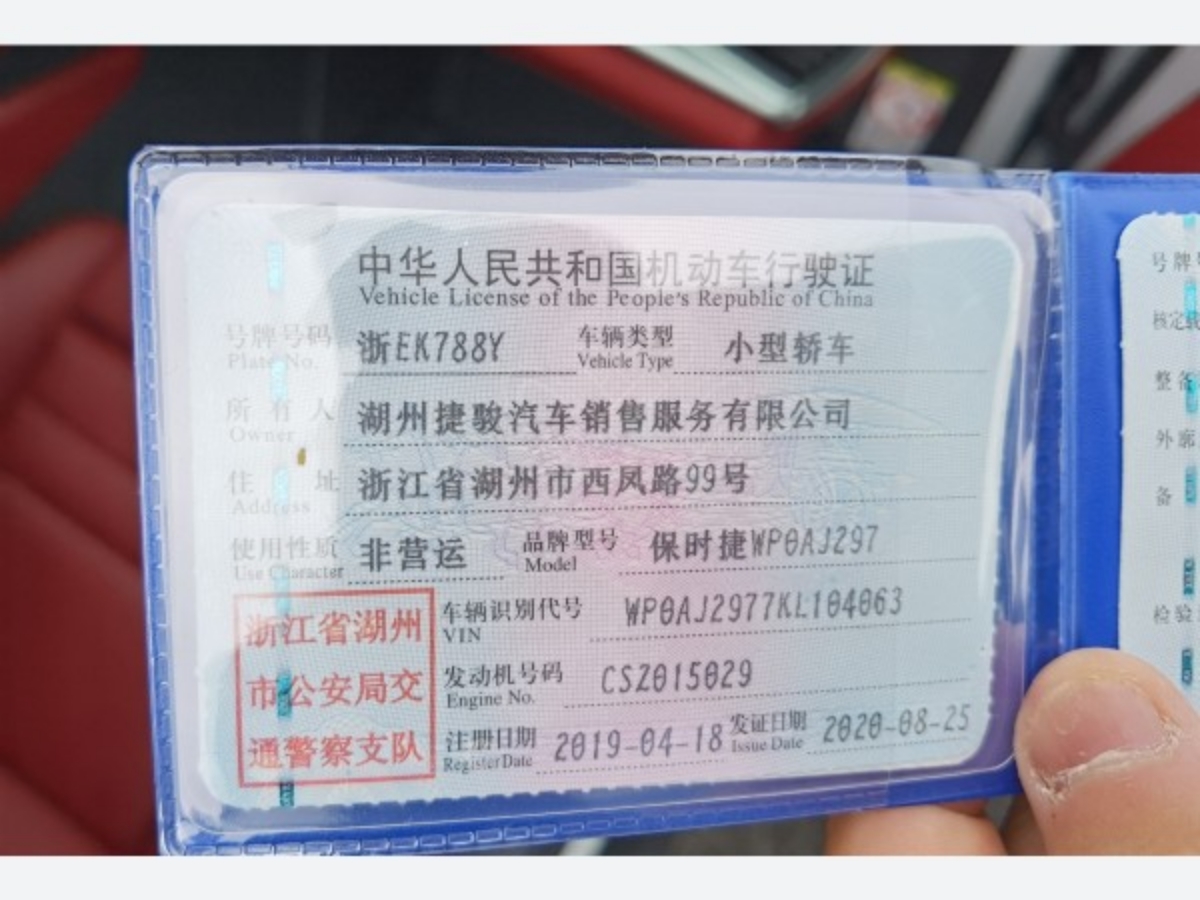 中华人民共和国机动车行驶证
Vehicle License of the People's Republic of China
号牌号码 浙EK788Y 车辆类型 小型轿车
Plate No. Vehicle Type
所有人 湖州捷骏汽车销售服务有限公司
Owner
住址 浙江省湖州市西凤路99号
Address
使用性质 非营运 品牌型号 保时捷WP0AJ297
Use Character Model
浙江省湖州
市公安局交
通警察支队
车辆识别代号 WP0AJ2977KL104063
VIN
发动机号码 CSZ015029
Engine No.
注册日期 2019-04-18 发证日期 2020-08-25
Register Date Issue Date
号牌
核定
整备
外廓
备
检验